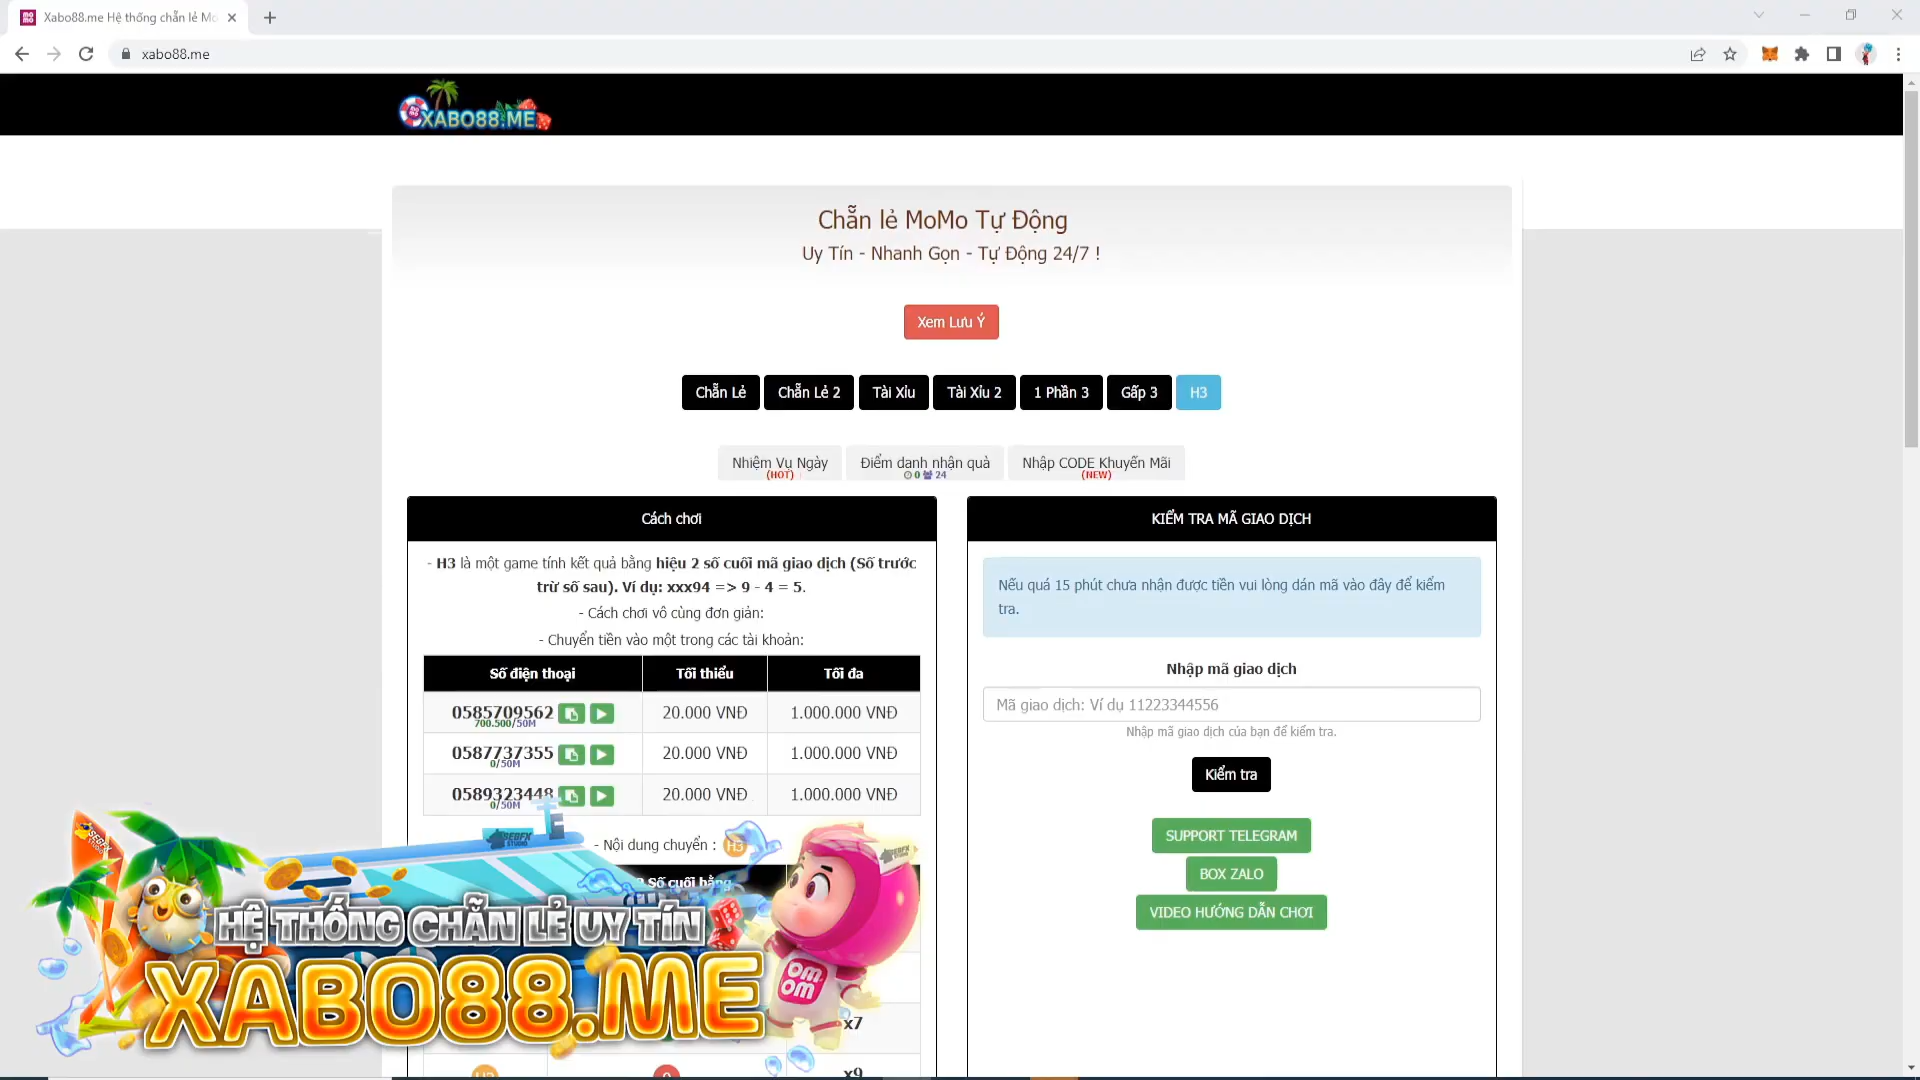 Xabo88.me Hệ thống chẵn lẻ Mo
xabo88.me
XABO88.ME
Chẵn lẻ MoMo Tự Động
Uy Tín - Nhanh Gọn - Tự Động 24/7 !
Xem Lưu Ý
Chẵn Lẻ
Chẵn Lẻ 2
Tài Xỉu
Tài Xỉu 2
1 Phần 3
Gấp 3
H3
Nhiệm Vụ Ngày
(HOT)
Điểm danh nhận quà
0 24
Nhập CODE Khuyến Mãi
(NEW)
Cách chơi
- H3 là một game tính kết quả bằng hiệu 2 số cuối mã giao dịch (Số trước
trừ số sau). Ví dụ: xxx94 => 9 - 4 = 5.
- Cách chơi vô cùng đơn giản:
- Chuyển tiền vào một trong các tài khoản:
Số điện thoại Tối thiểu Tối đa
0585709562 20.000 VNĐ 1.000.000 VNĐ
700.500/50M
0587737355 20.000 VNĐ 1.000.000 VNĐ
0/50M
0589323448 20.000 VNĐ 1.000.000 VNĐ
0/50M
- Nội dung chuyển : H3
Số cuối bằng
x7
x9
KIỂM TRA MÃ GIAO DỊCH
Nếu quá 15 phút chưa nhận được tiền vui lòng dán mã vào đây để kiểm
tra.
Nhập mã giao dịch
Mã giao dịch: Ví dụ 11223344556
Nhập mã giao dịch của bạn để kiểm tra.
Kiểm tra
SUPPORT TELEGRAM
BOX ZALO
VIDEO HƯỚNG DẪN CHƠI
SEGFX
STUDIO
HỆ THỐNG CHẴN LẺ UY TÍN
XABO88.ME